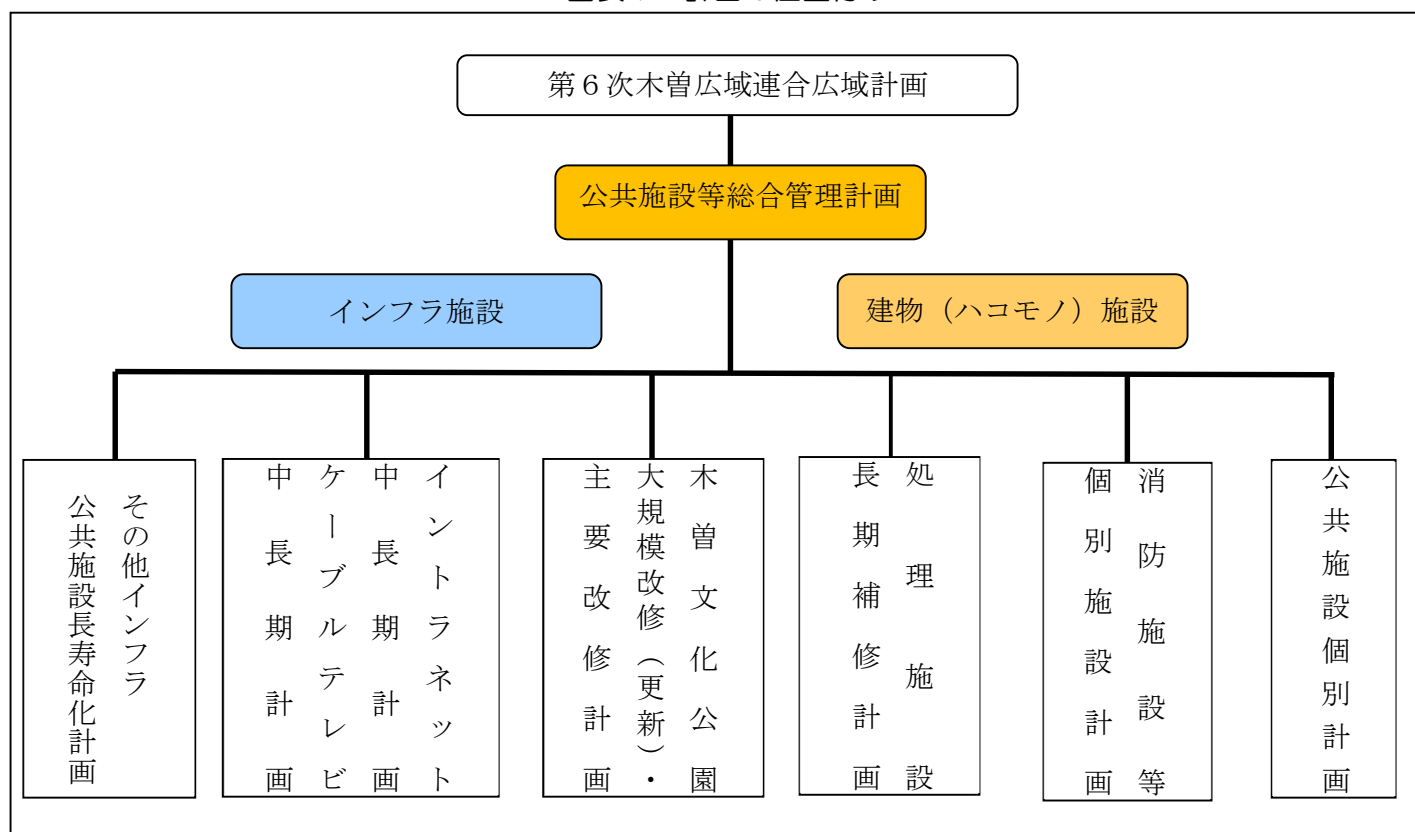 第６次木曽広域連合広域計画
公共施設等総合管理計画
インフラ施設
建物（ハコモノ）施設
その他インフラ
公共施設長寿命化計画
イントラネット
中長期計画
ケーブルテレビ
中長期計画
木曽文化公園
大規模改修（更新）・
主要改修計画
処理施設
長期補修計画
消防施設等
個別施設計画
公共施設個別計画